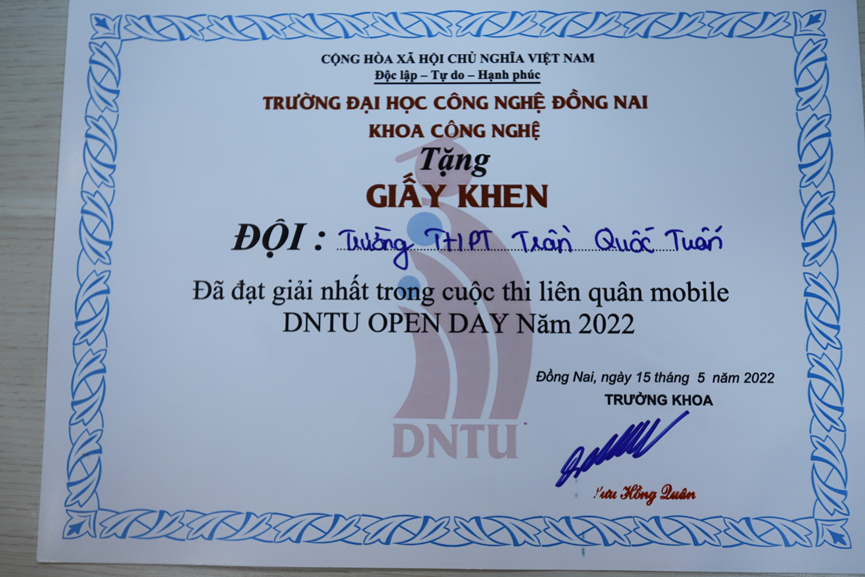 CỘNG HÒA XÃ HỘI CHỦ NGHĨA VIỆT NAM
Độc lập – Tự do – Hạnh phúc
TRƯỜNG ĐẠI HỌC CÔNG NGHỆ ĐỒNG NAI
KHOA CÔNG NGHỆ
Tặng
GIẤY KHEN
ĐỘI : Trường THPT Trần Quốc Tuấn
Đã đạt giải nhất trong cuộc thi liên quân mobile
DNTU OPEN DAY Năm 2022
Đồng Nai, ngày 15 tháng 5 năm 2022
TRƯỞNG KHOA
DNTU
Lưu Hồng Quân